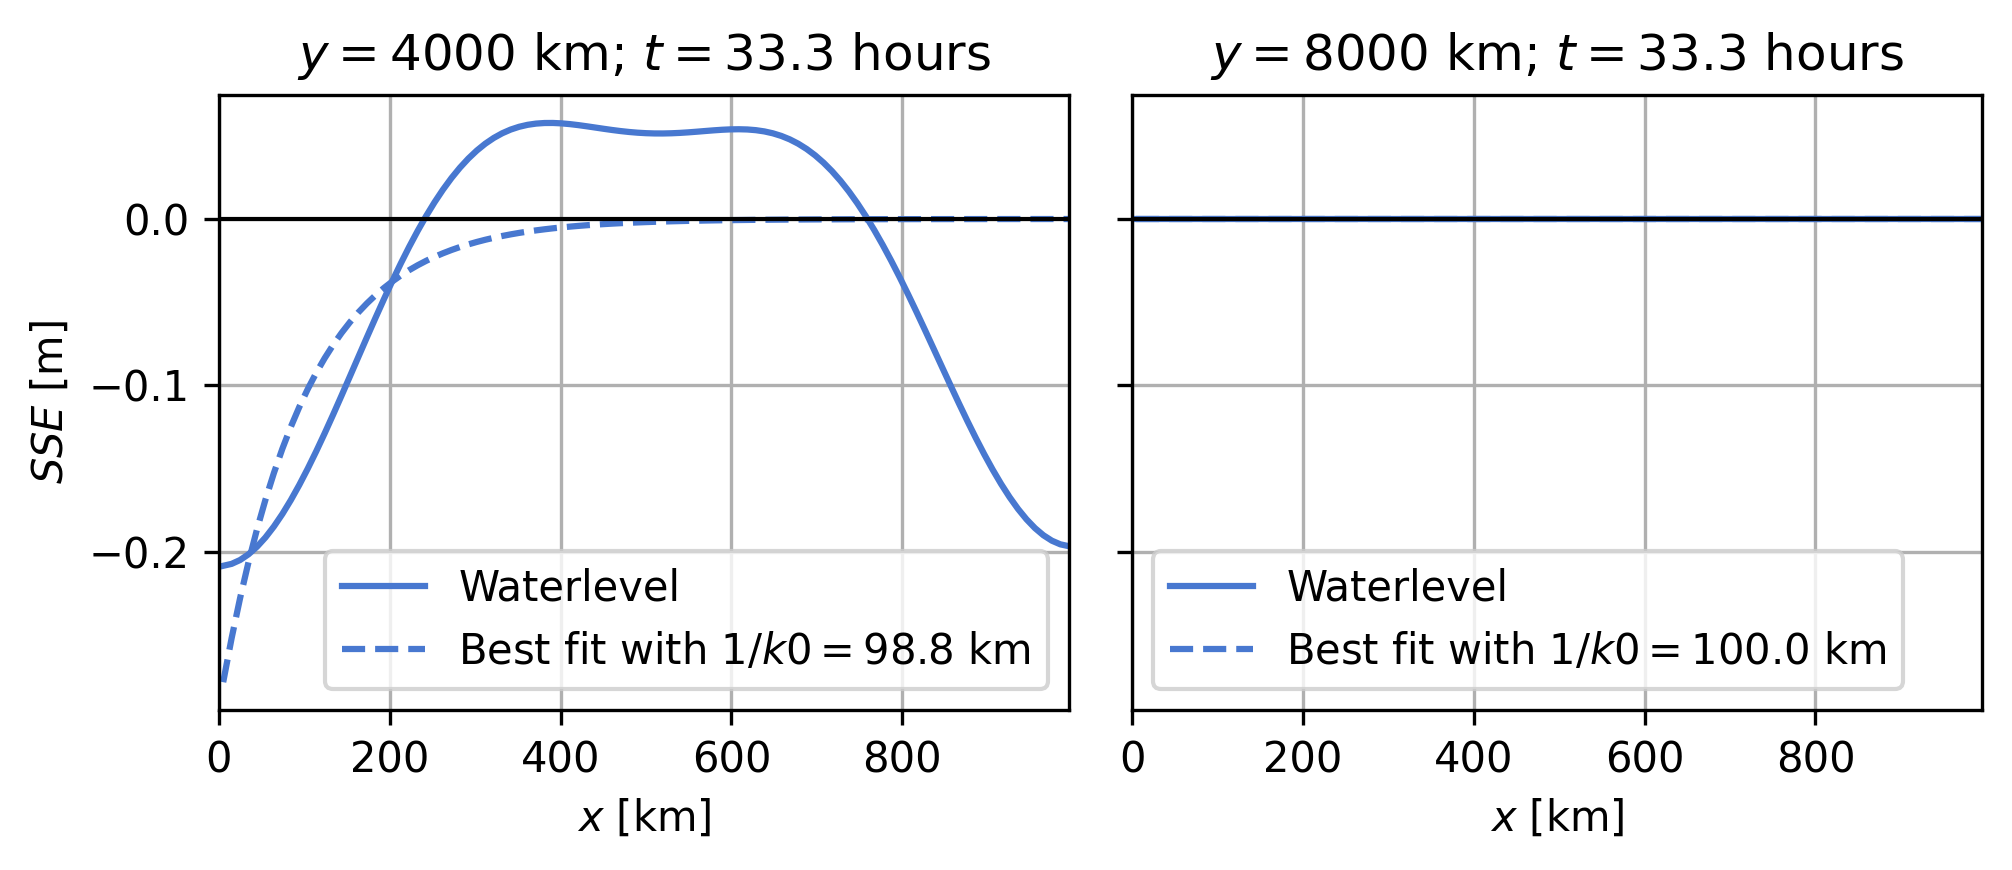 y = 4000 km; t = 33.3 hours
y = 8000 km; t = 33.3 hours
SSE [m]
0.0
−0.1
−0.2
Waterlevel
Best fit with 1/k0 = 98.8 km
0 200 400 600 800
x [km]
Waterlevel
Best fit with 1/k0 = 100.0 km
0 200 400 600 800
x [km]